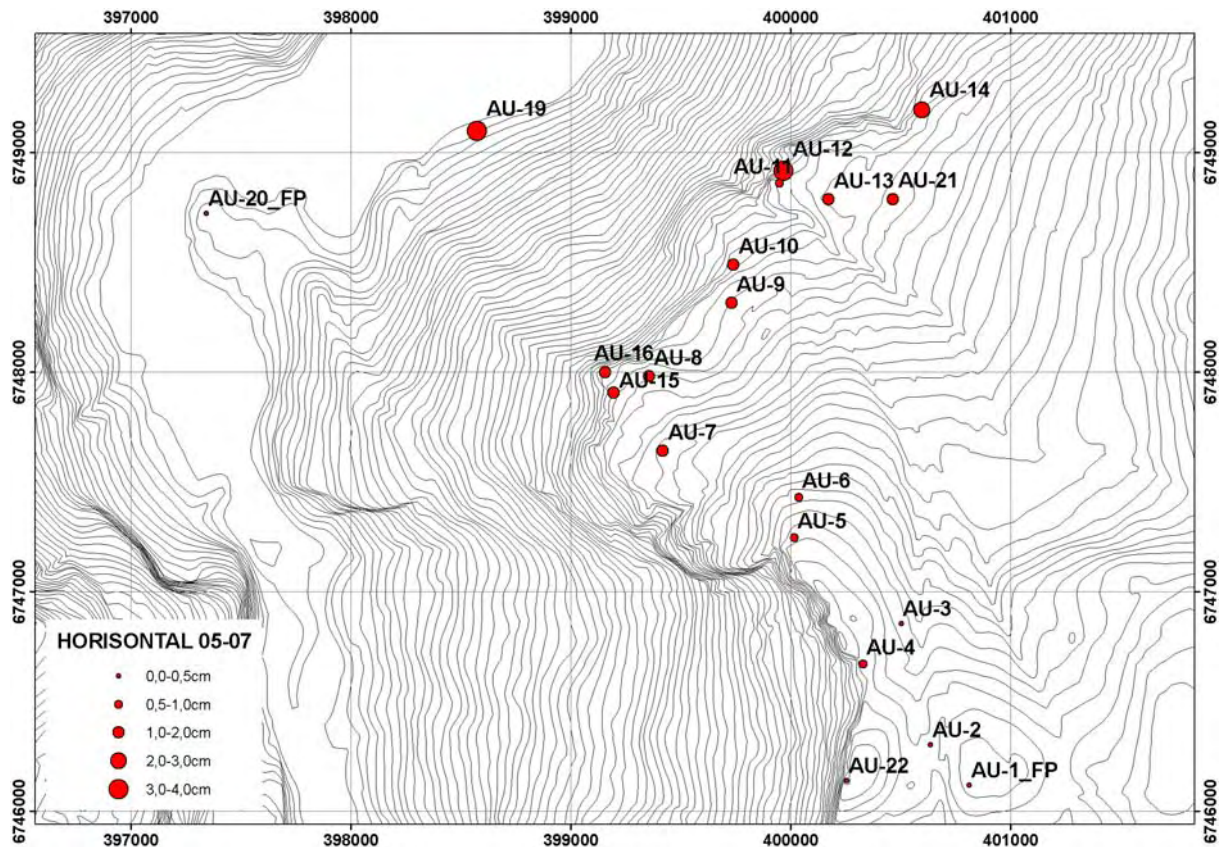 397000 398000 399000 400000 401000
AU-14
AU-19
6749000 6749000
AU-12
AU-11
AU-20_FP
AU-13 AU-21
AU-10
AU-9
AU-16 AU-8
6748000 6748000
AU-15
AU-7
AU-6
AU-5
6747000 6747000
AU-3
HORISONTAL 05-07
AU-4
0,0-0,5cm
0,5-1,0cm
1,0-2,0cm
AU-2
2,0-3,0cm
AU-22 AU-1_FP
3,0-4,0cm
6746000 6746000
397000 398000 399000 400000 401000